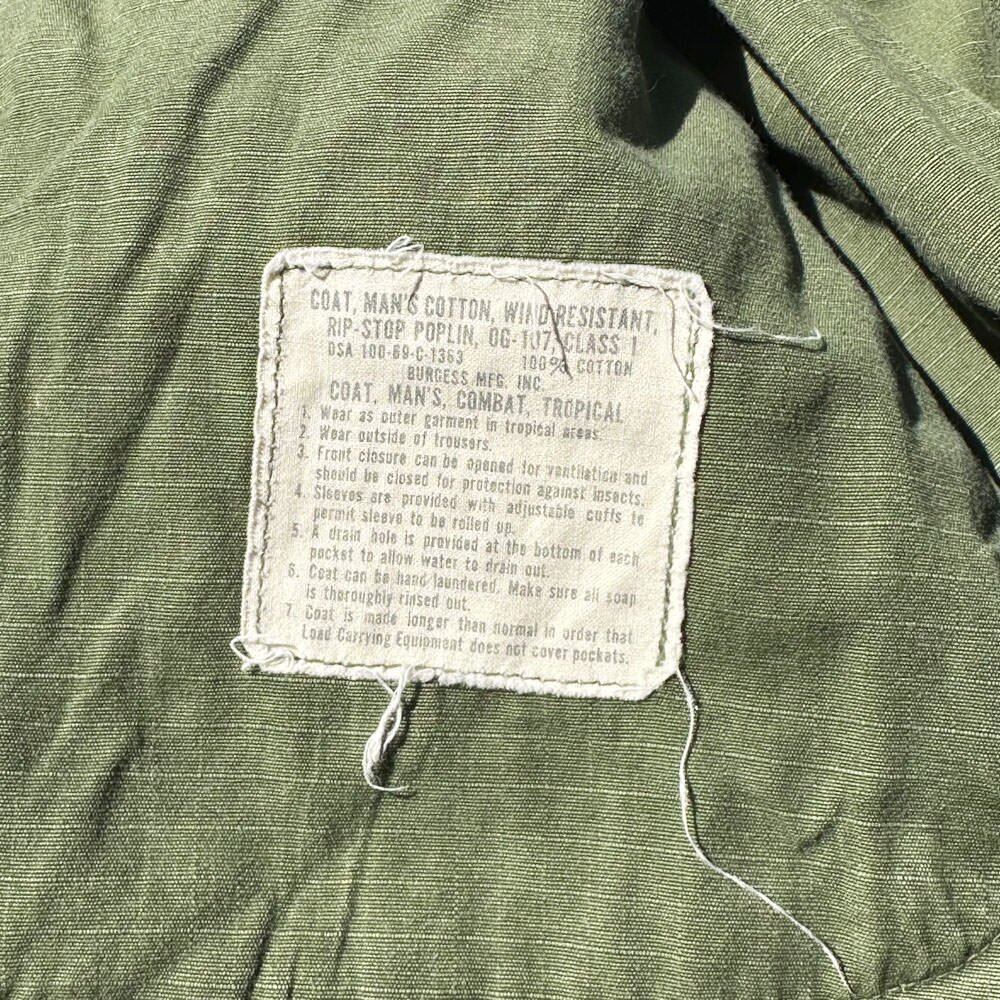 COAT, MAN'S COTTON, WIND RESISTANT,
RIP-STOP POPLIN, OG-107, CLASS 1
DSA 100-69-C-1363 100% COTTON
BURGESS MFG. INC.
COAT, MAN'S, COMBAT, TROPICAL
1. Wear as outer garment in tropical areas.
2. Wear outside of trousers.
3. Front closure can be opened for ventilation and
should be closed for protection against insects.
4. Sleeves are provided with adjustable cuffs to
permit sleeve to be rolled up.
5. A drain hole is provided at the bottom of each
pocket to allow water to drain out.
6. Coat can be hand laundered. Make sure all soap
is thoroughly rinsed out.
7. Coat is made longer than normal in order that
Load Carrying Equipment does not cover pockets.